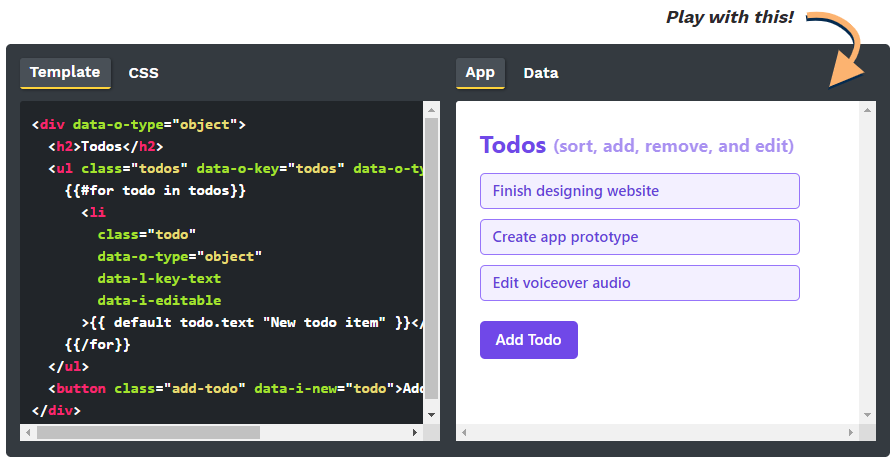 Play with this!
Template CSS
<div data-o-type="object">
<h2>Todos</h2>
<ul class="todos" data-o-key="todos" data-o-ty
{{#for todo in todos}}
<li
class="todo"
data-o-type="object"
data-l-key-text
data-i-editable
>{{ default todo.text "New todo item" }}</
{{/for}}
</ul>
<button class="add-todo" data-i-new="todo">Add
</div>
App Data
Todos (sort, add, remove, and edit)
Finish designing website
Create app prototype
Edit voiceover audio
Add Todo